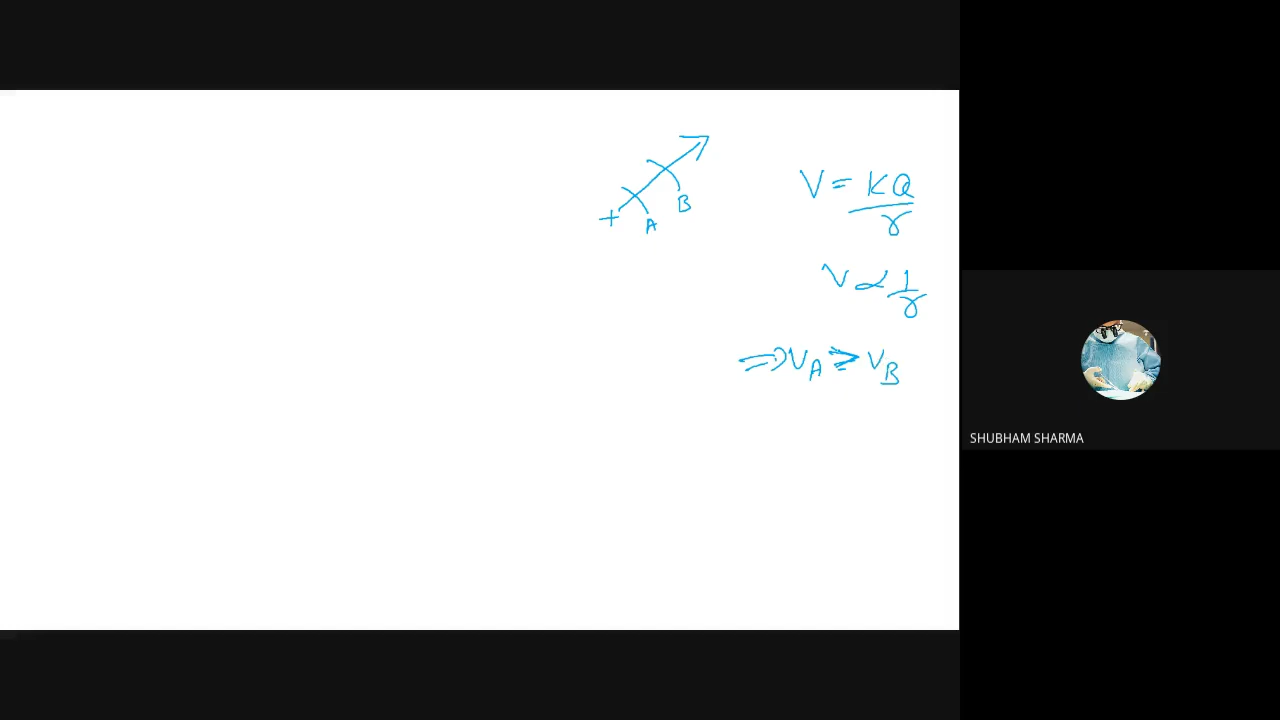 +
A
B
V = KQ/r
V ∝ 1/r
⇒ V_A > V_B
SHUBHAM SHARMA